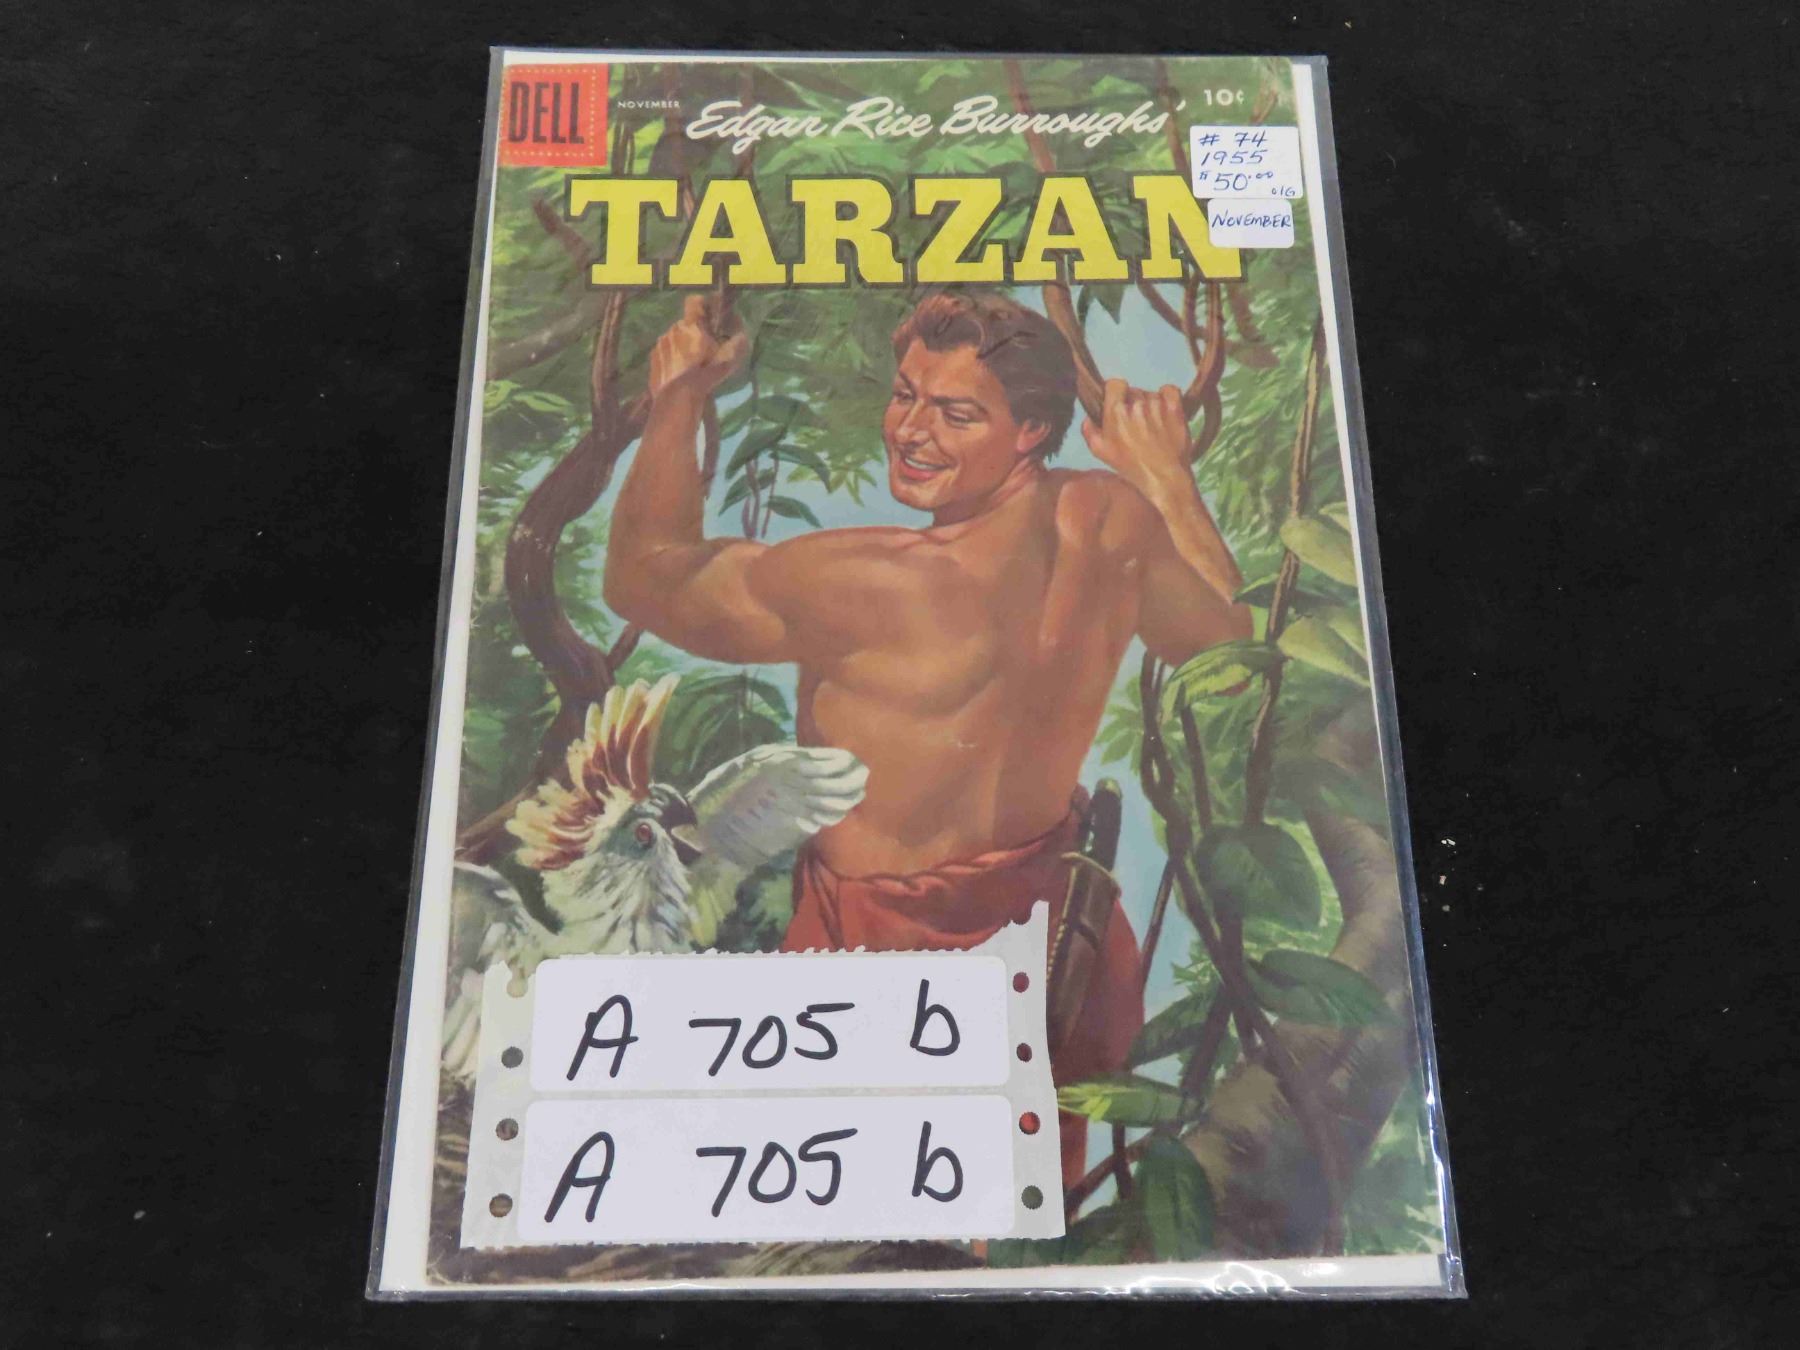 DELL
NOVEMBER
Edgar Rice Burroughs'
10¢
TARZAN
# 74
1955
$50.00
NOVEMBER
A 705 b
A 705 b